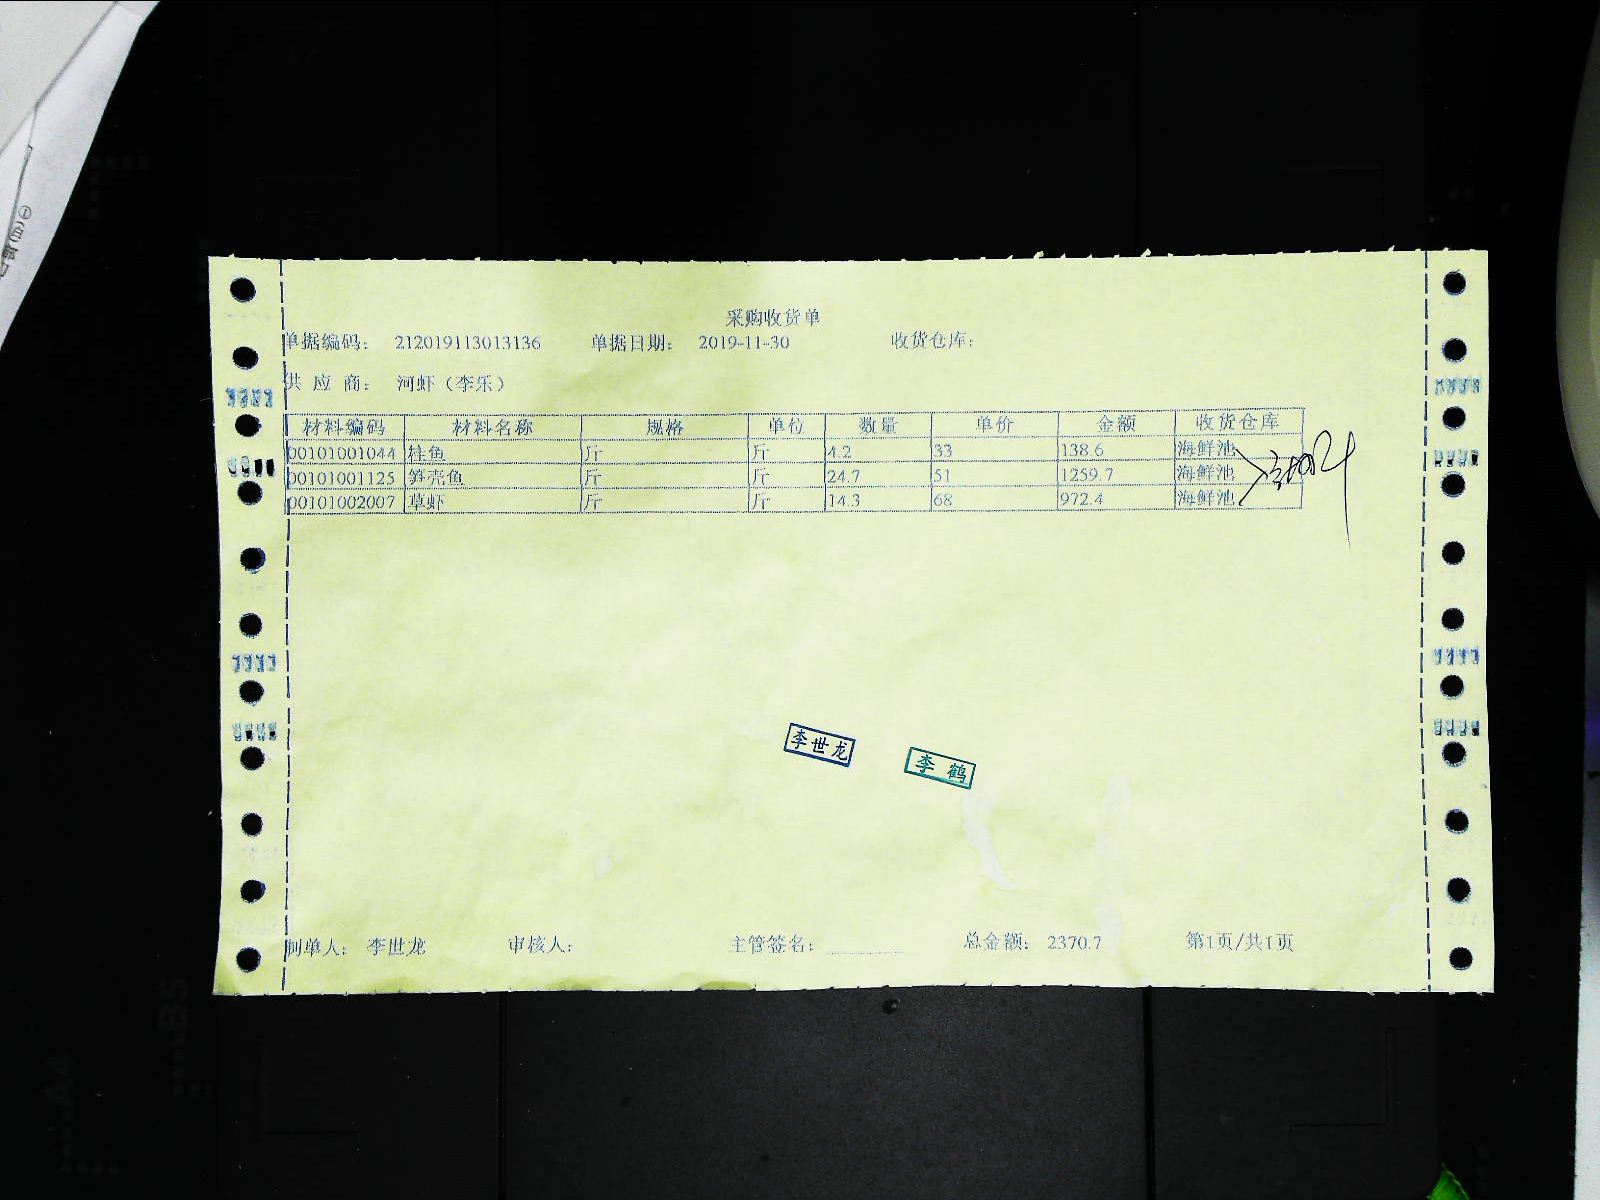 采购收货单
单据编码： 212019113013136 单据日期： 2019-11-30 收货仓库：
供 应 商： 河虾（李乐）
材料编码 材料名称 规格 单位 数量 单价 金额 收货仓库
00101001044 桂鱼 斤 斤 4.2 33 138.6 海鲜池
00101001125 笋壳鱼 斤 斤 24.7 51 1259.7 海鲜池
00101002007 草虾 斤 斤 14.3 68 972.4 海鲜池
李世龙
李鹤
制单人： 李世龙 审核人： 主管签名： 总金额： 2370.7 第1页/共1页